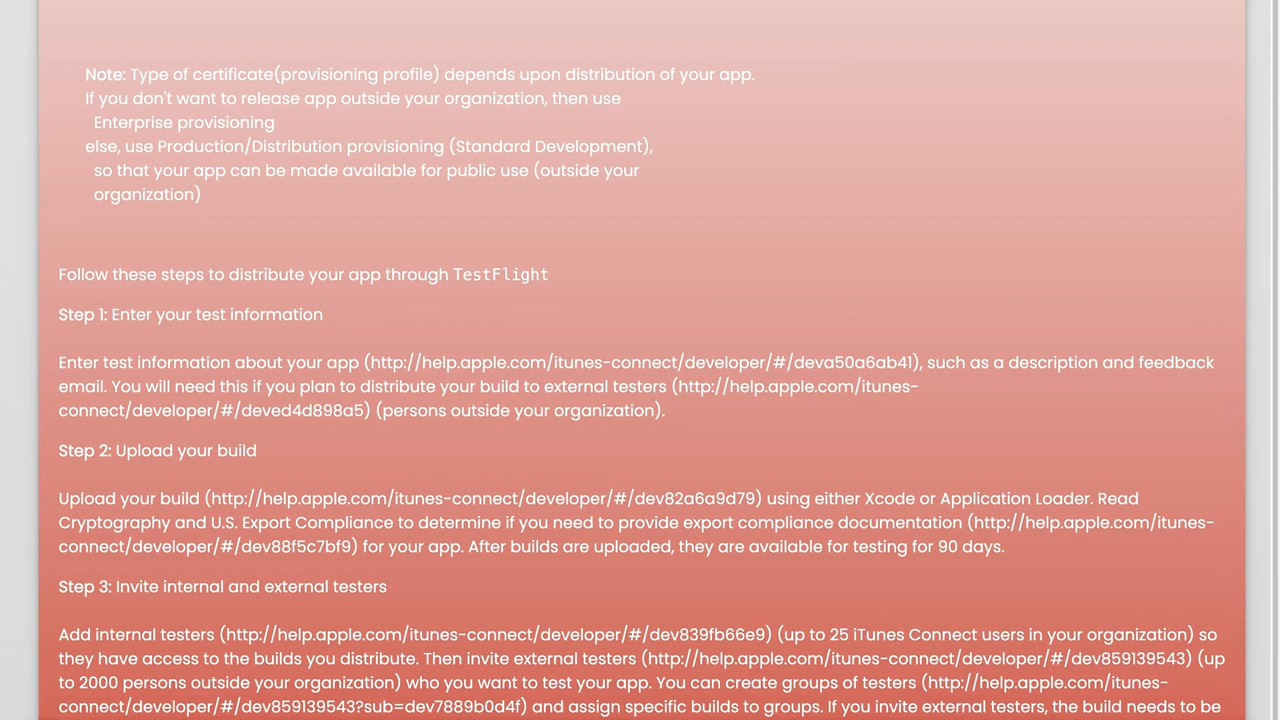 Note: Type of certificate(provisioning profile) depends upon distribution of your app.
If you don't want to release app outside your organization, then use
Enterprise provisioning
else, use Production/Distribution provisioning (Standard Development),
so that your app can be made available for public use (outside your
organization)
Follow these steps to distribute your app through TestFlight
Step 1: Enter your test information
Enter test information about your app (http://help.apple.com/itunes-connect/developer/#/deva50a6ab41), such as a description and feedback
email. You will need this if you plan to distribute your build to external testers (http://help.apple.com/itunes-
connect/developer/#/deved4d898a5) (persons outside your organization).
Step 2: Upload your build
Upload your build (http://help.apple.com/itunes-connect/developer/#/dev82a6a9d79) using either Xcode or Application Loader. Read
Cryptography and U.S. Export Compliance to determine if you need to provide export compliance documentation (http://help.apple.com/itunes-
connect/developer/#/dev88f5c7bf9) for your app. After builds are uploaded, they are available for testing for 90 days.
Step 3: Invite internal and external testers
Add internal testers (http://help.apple.com/itunes-connect/developer/#/dev839fb66e9) (up to 25 iTunes Connect users in your organization) so
they have access to the builds you distribute. Then invite external testers (http://help.apple.com/itunes-connect/developer/#/dev859139543) (up
to 2000 persons outside your organization) who you want to test your app. You can create groups of testers (http://help.apple.com/itunes-
connect/developer/#/dev859139543?sub=dev7889b0d4f) and assign specific builds to groups. If you invite external testers, the build needs to be